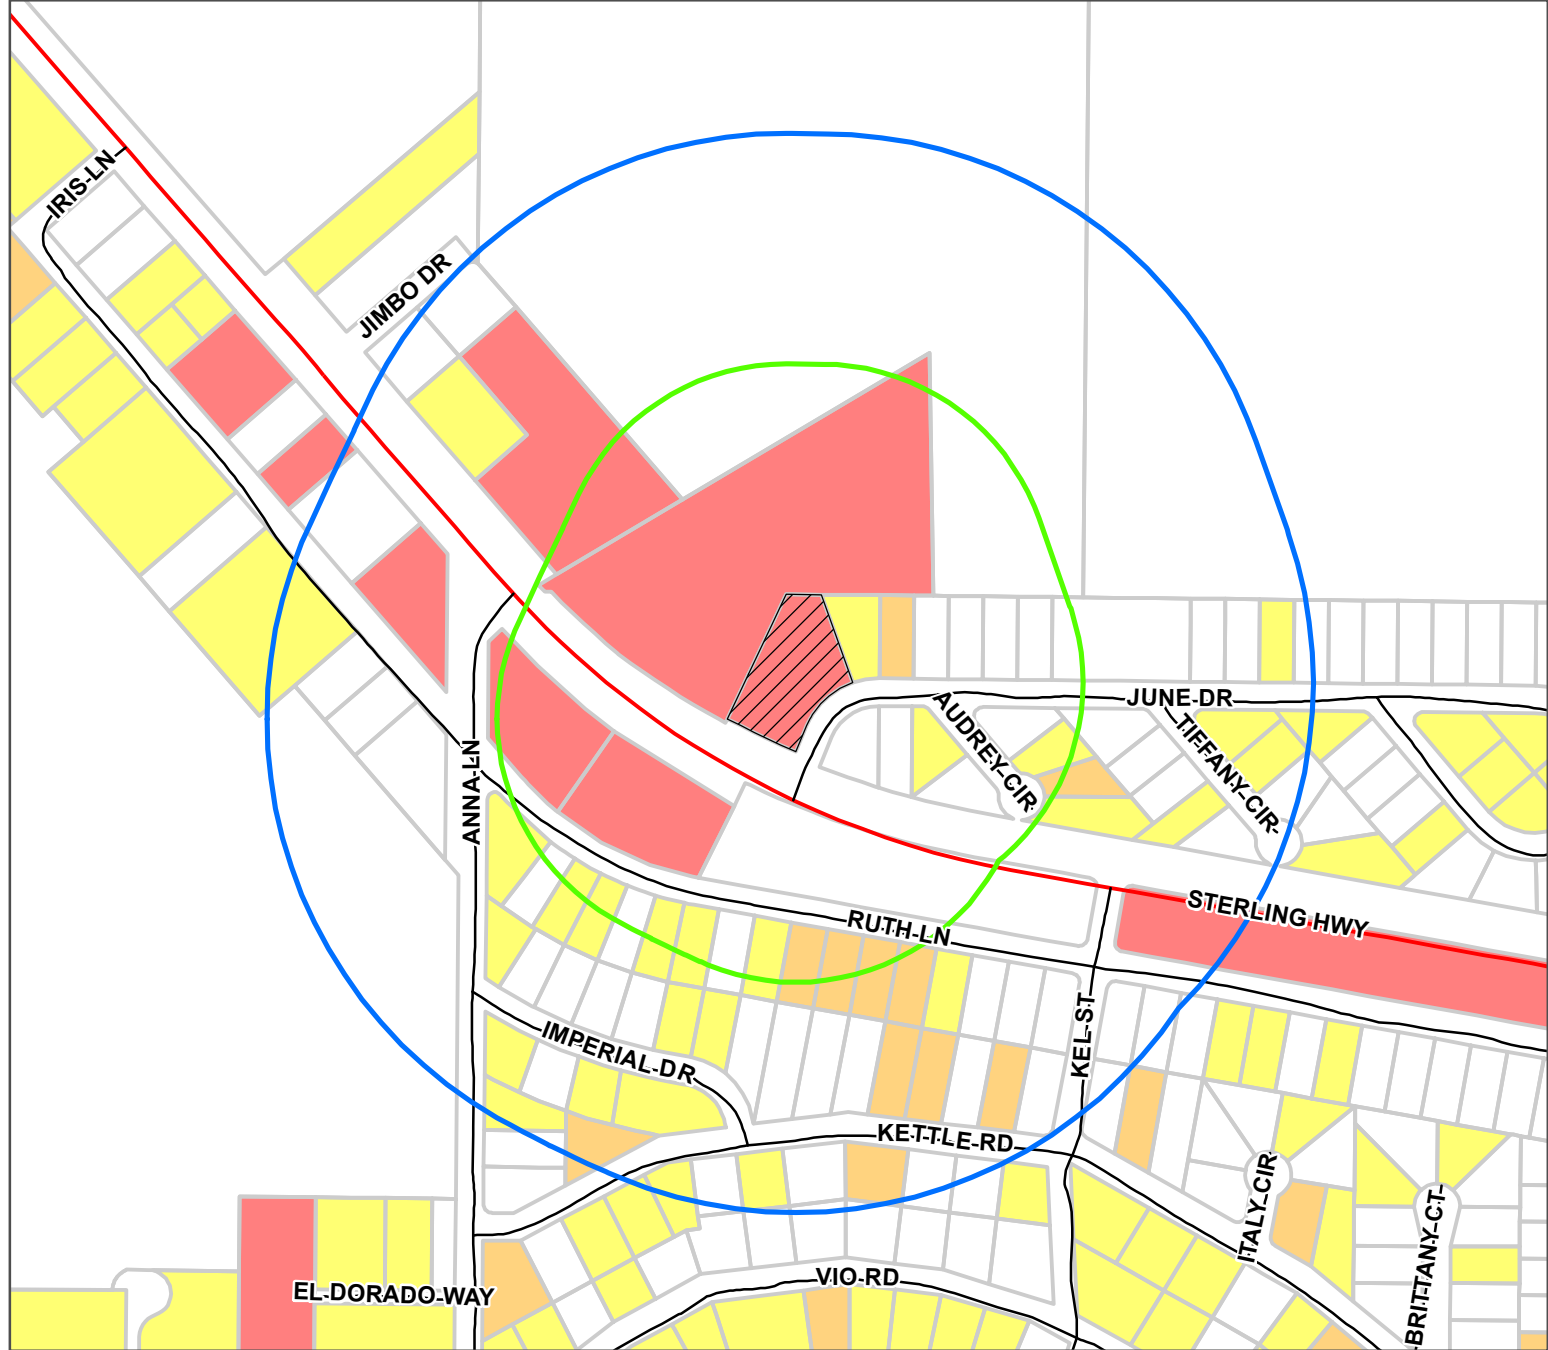 IRIS LN
JIMBO DR
JUNE DR
AUDREY CIR
TIFFANY CIR
ANNA LN
STERLING HWY
RUTH LN
IMPERIAL DR
KEL ST
KETTLE RD
ITALY CIR
BRITTANY CT
VIO RD
EL DORADO WAY